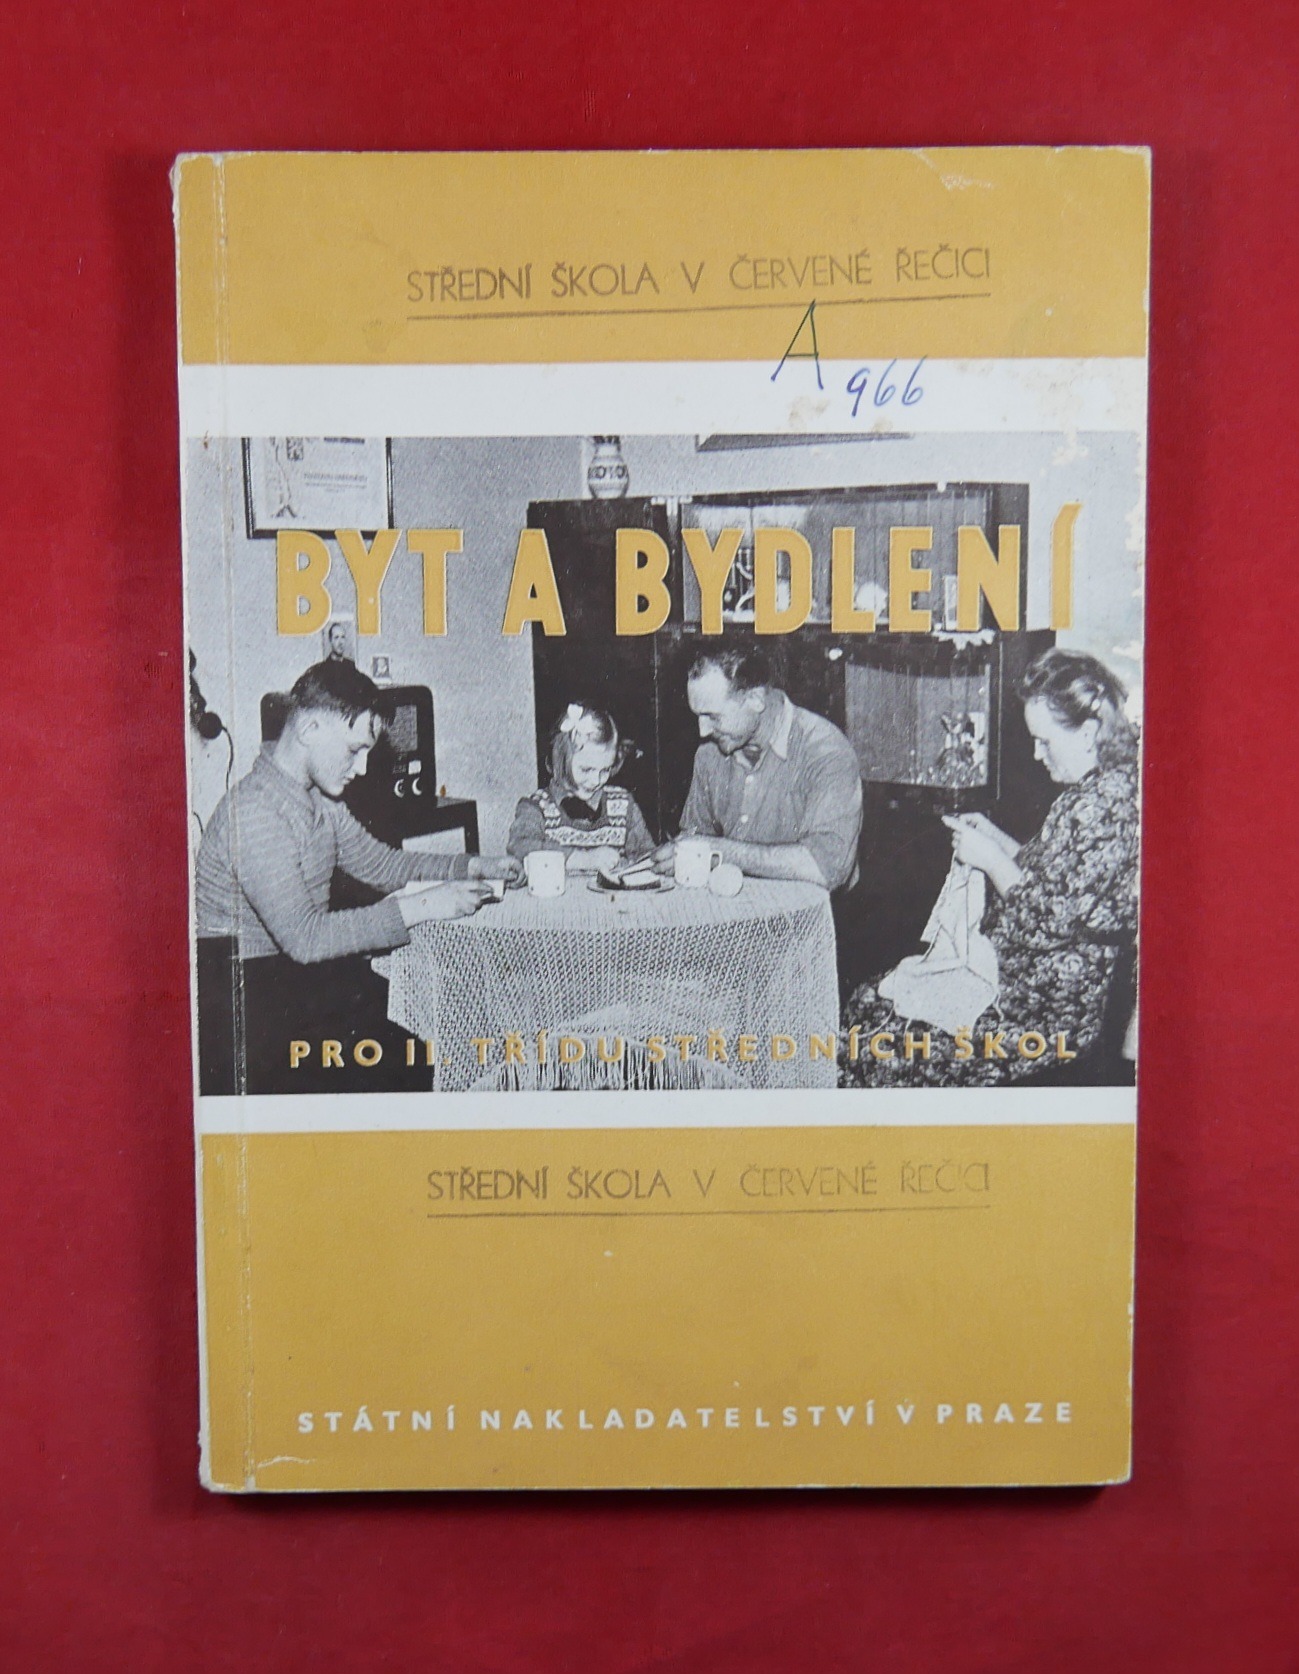 STŘEDNÍ ŠKOLA V ČERVENÉ ŘEČICI
A 966
BYT A BYDLENÍ
PRO II. TŘÍDU STŘEDNÍCH ŠKOL
STŘEDNÍ ŠKOLA V ČERVENÉ ŘEČICI
STÁTNÍ NAKLADATELSTVÍ V PRAZE